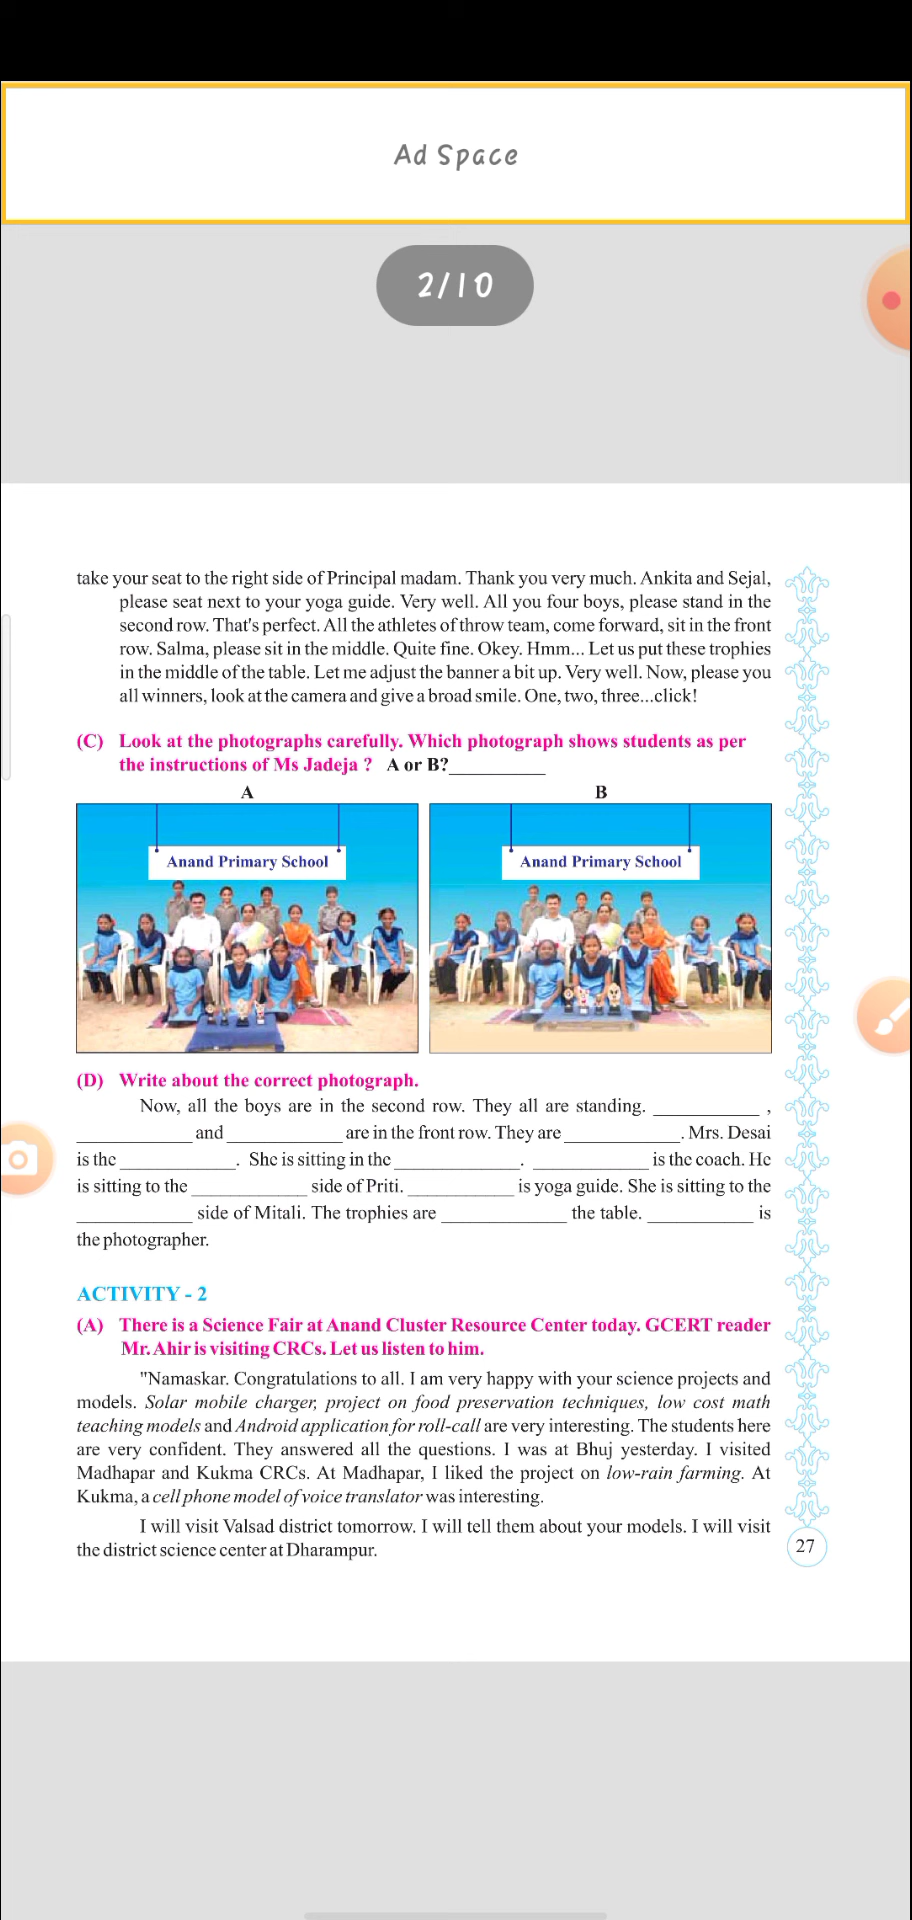 Ad Space
2/10
take your seat to the right side of Principal madam. Thank you very much. Ankita and Sejal,
please seat next to your yoga guide. Very well. All you four boys, please stand in the
second row. That's perfect. All the athletes of throw team, come forward, sit in the front
row. Salma, please sit in the middle. Quite fine. Okey. Hmm... Let us put these trophies
in the middle of the table. Let me adjust the banner a bit up. Very well. Now, please you
all winners, look at the camera and give a broad smile. One, two, three...click!
(C) Look at the photographs carefully. Which photograph shows students as per
the instructions of Ms Jadeja ? A or B?__________
A
B
Anand Primary School
Anand Primary School
(D) Write about the correct photograph.
Now, all the boys are in the second row. They all are standing. __________ ,
__________ and __________ are in the front row. They are __________. Mrs. Desai
is the __________. She is sitting in the __________. __________ is the coach. He
is sitting to the __________ side of Priti. __________ is yoga guide. She is sitting to the
__________ side of Mitali. The trophies are __________ the table. __________ is
the photographer.
ACTIVITY - 2
(A) There is a Science Fair at Anand Cluster Resource Center today. GCERT reader
Mr. Ahir is visiting CRCs. Let us listen to him.
"Namaskar. Congratulations to all. I am very happy with your science projects and
models. Solar mobile charger, project on food preservation techniques, low cost math
teaching models and Android application for roll-call are very interesting. The students here
are very confident. They answered all the questions. I was at Bhuj yesterday. I visited
Madhapar and Kukma CRCs. At Madhapar, I liked the project on low-rain farming. At
Kukma, a cell phone model of voice translator was interesting.
I will visit Valsad district tomorrow. I will tell them about your models. I will visit
the district science center at Dharampur.
27